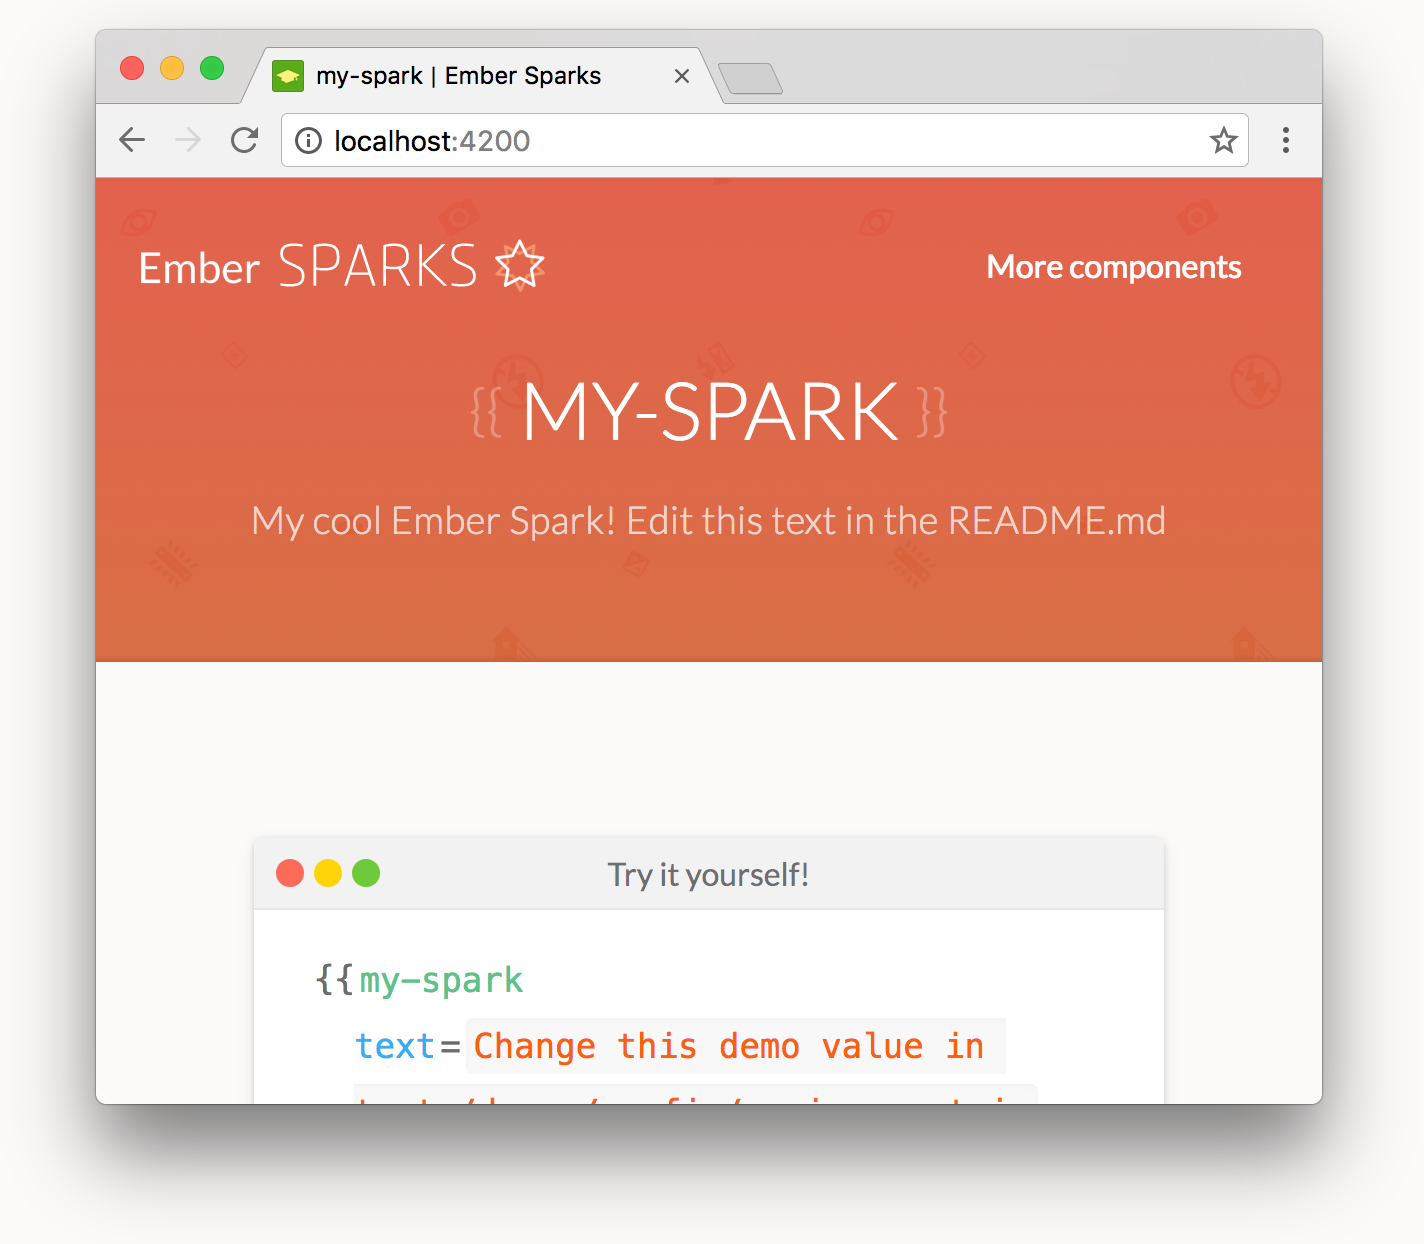 my-spark | Ember Sparks
localhost:4200
Ember SPARKS
More components
{{ MY-SPARK }}
My cool Ember Spark! Edit this text in the README.md
Try it yourself!
{{my-spark
text=Change this demo value in